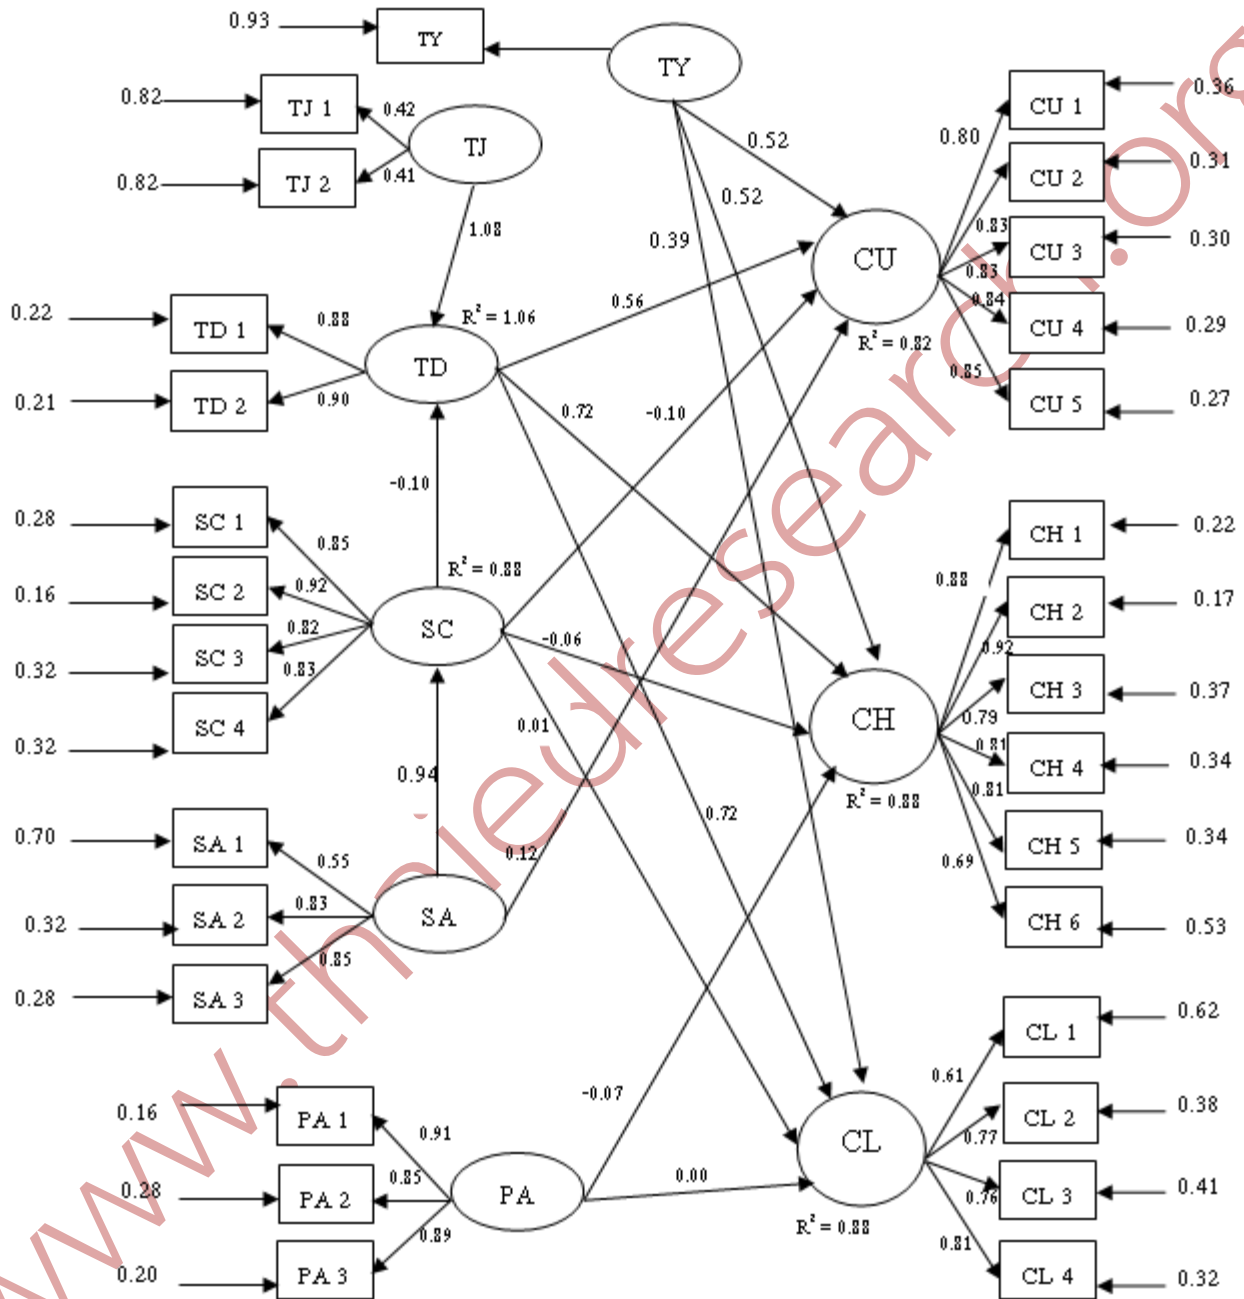 0.93
TY
TY
0.82
TJ 1
0.42
TJ
0.82
TJ 2
0.41
1.08
0.52
0.52
0.39
0.80
CU 1
0.36
CU 2
0.31
0.83
CU 3
0.30
0.83
0.84
CU 4
0.29
0.85
CU 5
0.27
CU
R² = 0.82
0.22
TD 1
0.88
R² = 1.06
TD
0.56
0.21
TD 2
0.90
0.72
-0.10
-0.10
0.28
SC 1
0.85
R² = 0.88
0.16
SC 2
0.92
SC
0.32
SC 3
0.82
0.83
-0.06
0.32
SC 4
0.01
0.94
0.72
0.12
0.88
CH 1
0.22
CH 2
0.17
0.92
CH 3
0.37
0.79
0.81
CH 4
0.34
0.81
CH 5
0.34
0.69
CH 6
0.53
CH
R² = 0.88
0.70
SA 1
0.55
0.32
SA 2
0.83
SA
0.28
SA 3
0.85
-0.07
0.16
PA 1
0.91
0.28
PA 2
0.85
PA
0.00
0.20
PA 3
0.89
CL
R² = 0.88
0.61
CL 1
0.62
CL 2
0.38
0.77
CL 3
0.41
0.76
0.81
CL 4
0.32
www.thniedresearch.org